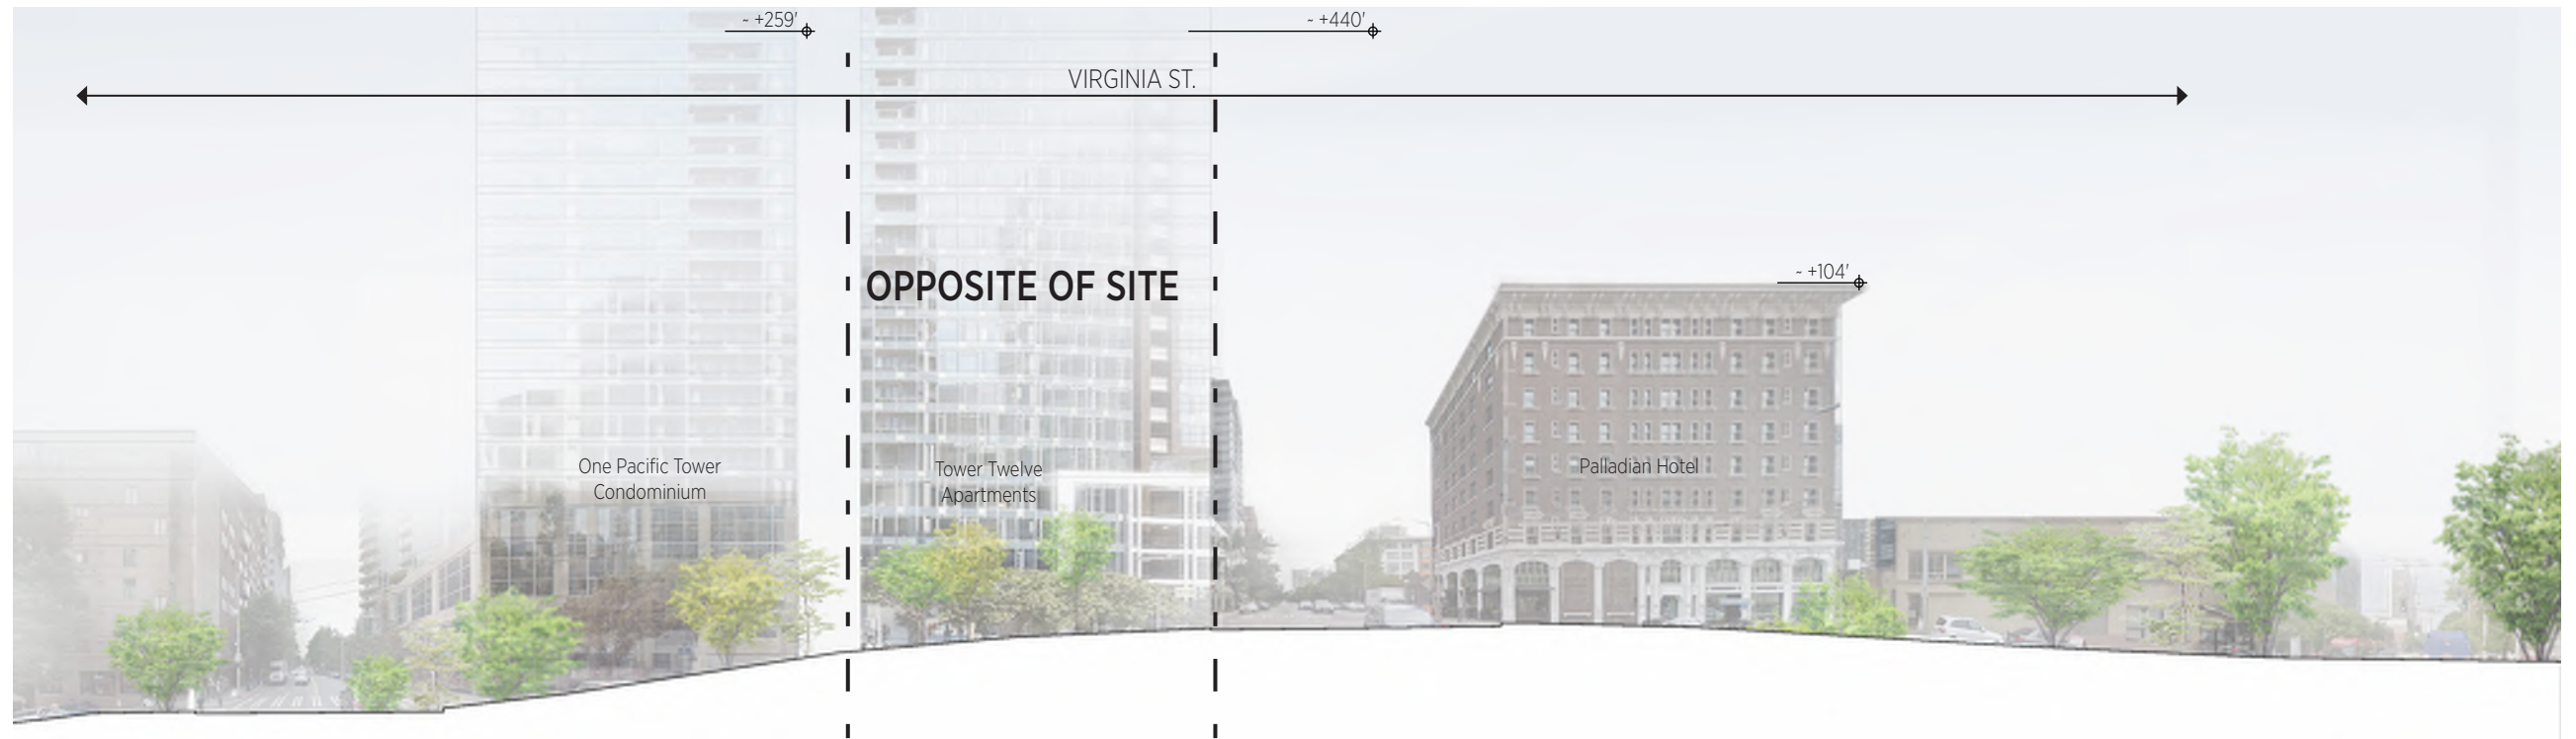 ~ +259'
~ +440'
VIRGINIA ST.
OPPOSITE OF SITE
~ +104'
One Pacific Tower
Condominium
Tower Twelve
Apartments
Palladian Hotel